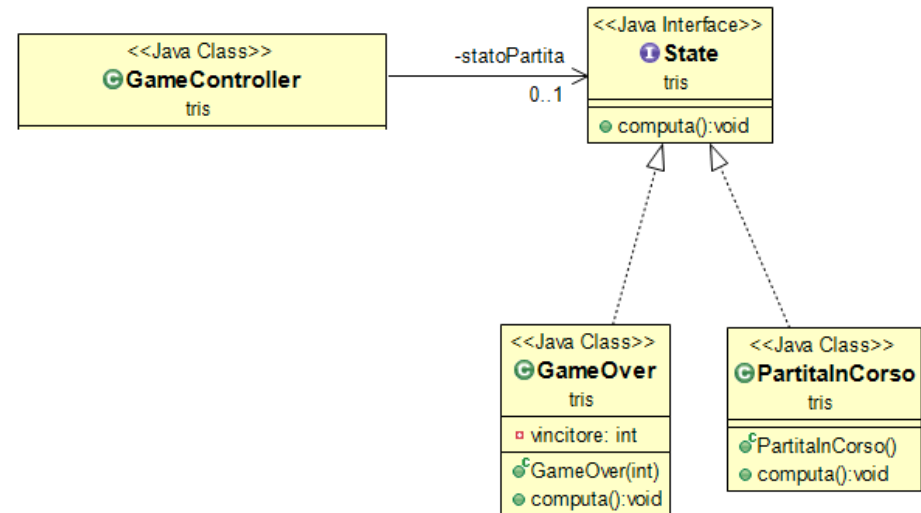 <<Java Class>>
GameController
tris
-statoPartita
0..1
<<Java Interface>>
I State
tris
computa():void
<<Java Class>>
C GameOver
tris
vincitore: int
C GameOver(int)
computa():void
<<Java Class>>
C PartitaInCorso
tris
C PartitaInCorso()
computa():void